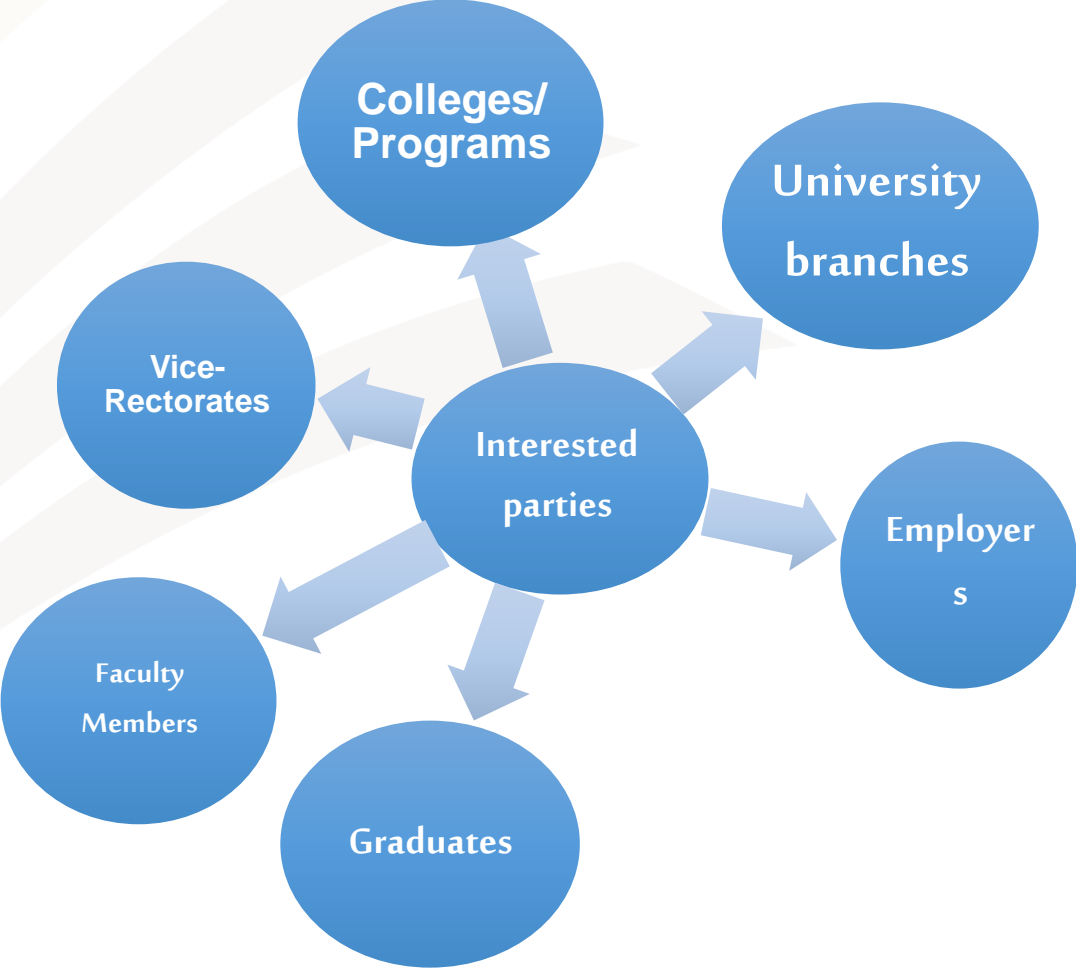 Colleges/
Programs
University
branches
Vice-
Rectorates
Interested
parties
Employer
s
Faculty
Members
Graduates